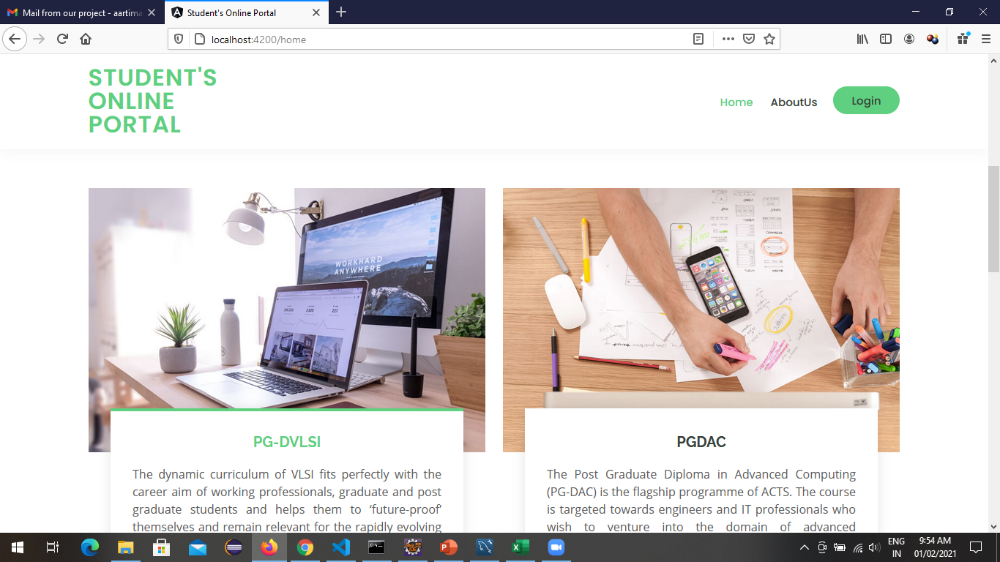 Mail from our project - aartima
Student's Online Portal
localhost:4200/home
STUDENT'S
ONLINE
PORTAL
Home
AboutUs
Login
WORKHARD
ANYWHERE
PG-DVLSI
The dynamic curriculum of VLSI fits perfectly with the
career aim of working professionals, graduate and post
graduate students and helps them to ‘future-proof’
themselves and remain relevant for the rapidly evolving
PGDAC
The Post Graduate Diploma in Advanced Computing
(PG-DAC) is the flagship programme of ACTS. The course
is targeted towards engineers and IT professionals who
wish to venture into the domain of advanced
ENG
IN
9:54 AM
01/02/2021